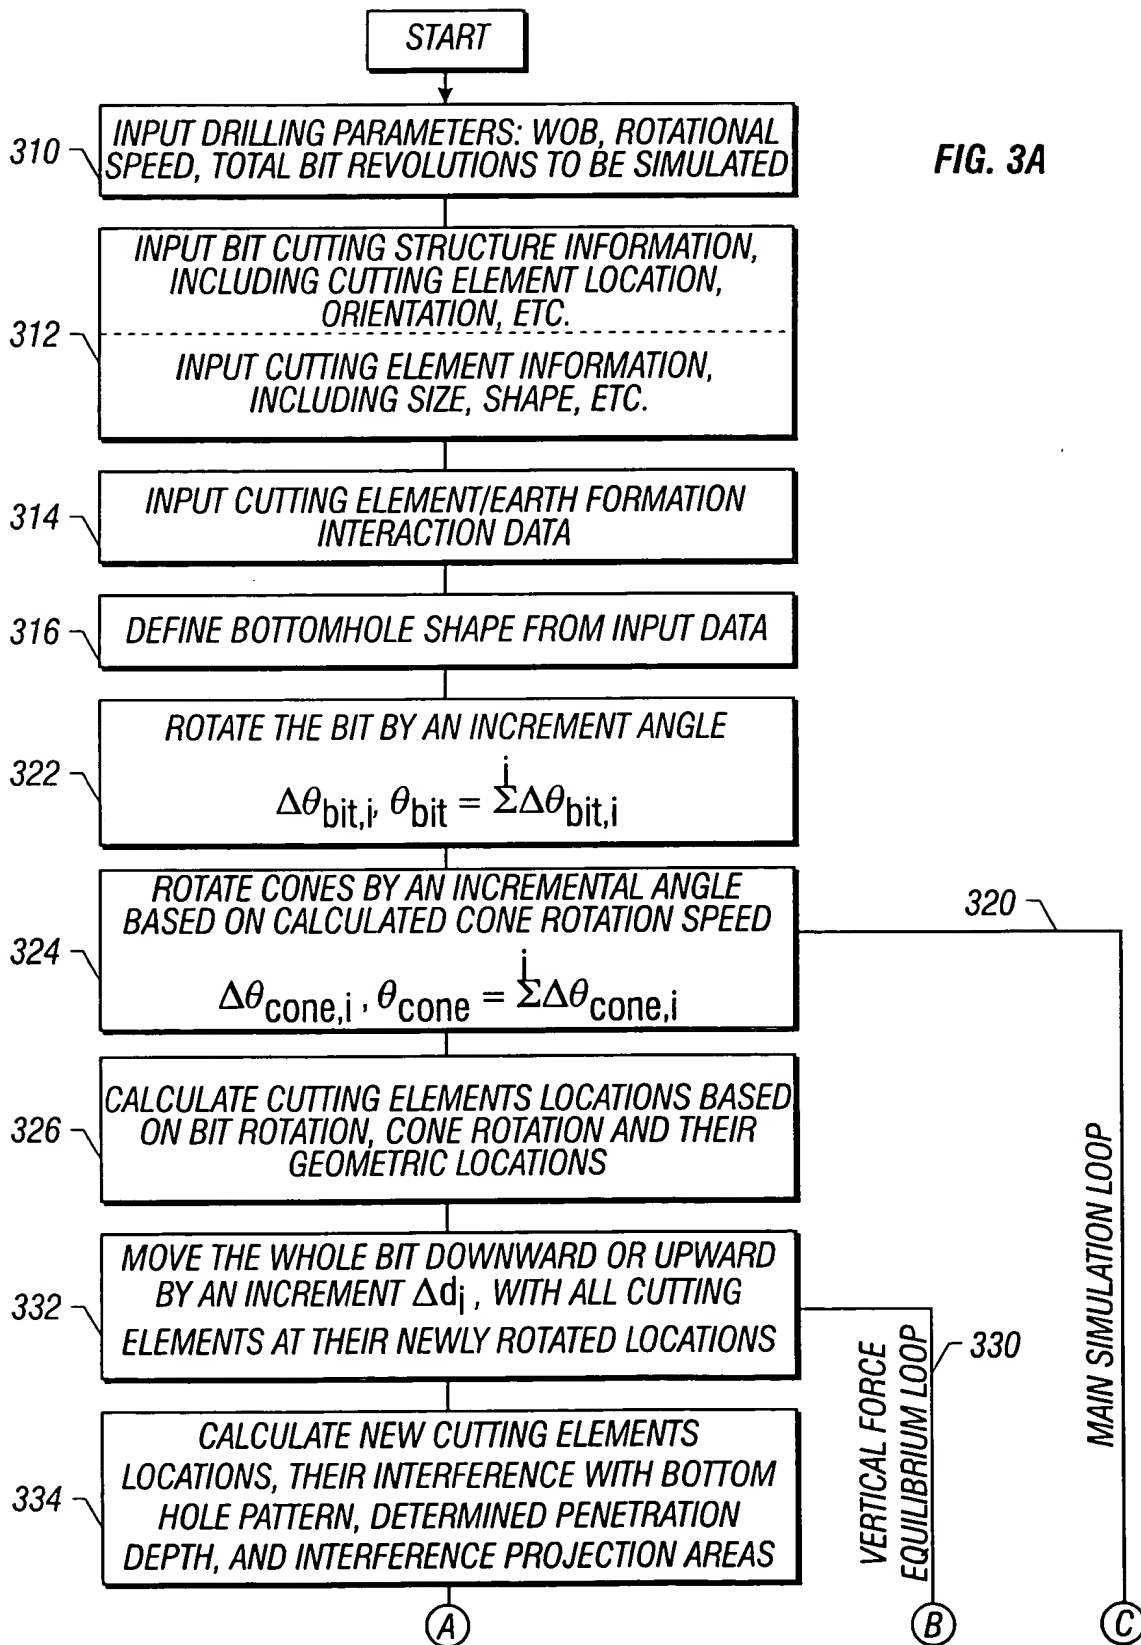 START
310
INPUT DRILLING PARAMETERS: WOB, ROTATIONAL
SPEED, TOTAL BIT REVOLUTIONS TO BE SIMULATED
FIG. 3A
312
INPUT BIT CUTTING STRUCTURE INFORMATION,
INCLUDING CUTTING ELEMENT LOCATION,
ORIENTATION, ETC.
INPUT CUTTING ELEMENT INFORMATION,
INCLUDING SIZE, SHAPE, ETC.
314
INPUT CUTTING ELEMENT/EARTH FORMATION
INTERACTION DATA
316
DEFINE BOTTOMHOLE SHAPE FROM INPUT DATA
322
ROTATE THE BIT BY AN INCREMENT ANGLE
i
Δθbit,i, θbit = ΣΔθbit,i
324
ROTATE CONES BY AN INCREMENTAL ANGLE
BASED ON CALCULATED CONE ROTATION SPEED
i
Δθcone,i , θcone = ΣΔθcone,i
320
326
CALCULATE CUTTING ELEMENTS LOCATIONS BASED
ON BIT ROTATION, CONE ROTATION AND THEIR
GEOMETRIC LOCATIONS
332
MOVE THE WHOLE BIT DOWNWARD OR UPWARD
BY AN INCREMENT Δdi , WITH ALL CUTTING
ELEMENTS AT THEIR NEWLY ROTATED LOCATIONS
330
VERTICAL FORCE
EQUILIBRIUM LOOP
MAIN SIMULATION LOOP
334
CALCULATE NEW CUTTING ELEMENTS
LOCATIONS, THEIR INTERFERENCE WITH BOTTOM
HOLE PATTERN, DETERMINED PENETRATION
DEPTH, AND INTERFERENCE PROJECTION AREAS
A
B
C